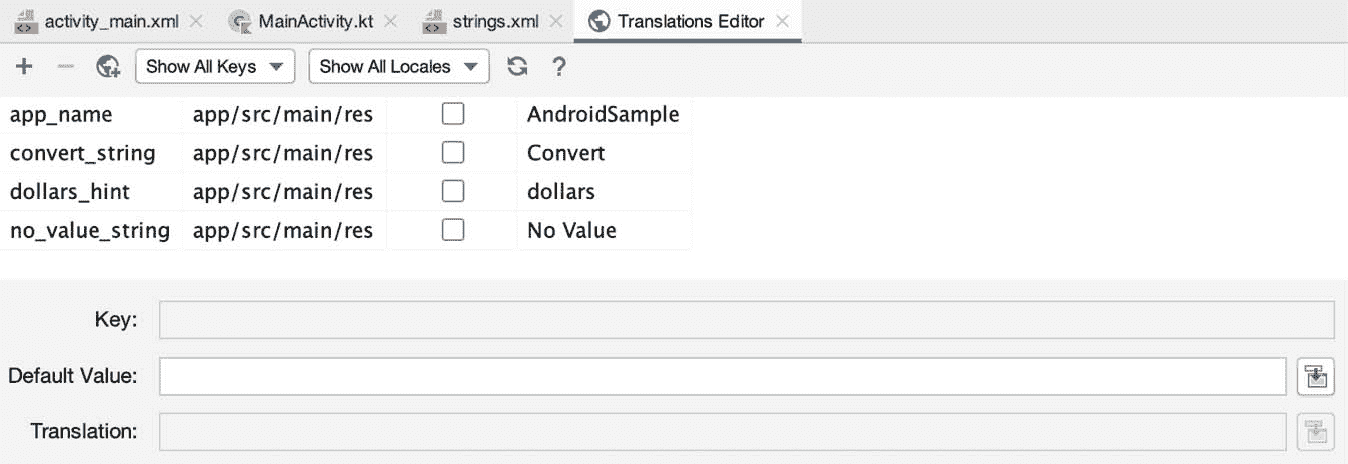 activity_main.xml MainActivity.kt strings.xml Translations Editor
Show All Keys Show All Locales ?
app_name app/src/main/res AndroidSample
convert_string app/src/main/res Convert
dollars_hint app/src/main/res dollars
no_value_string app/src/main/res No Value
Key:
Default Value:
Translation: